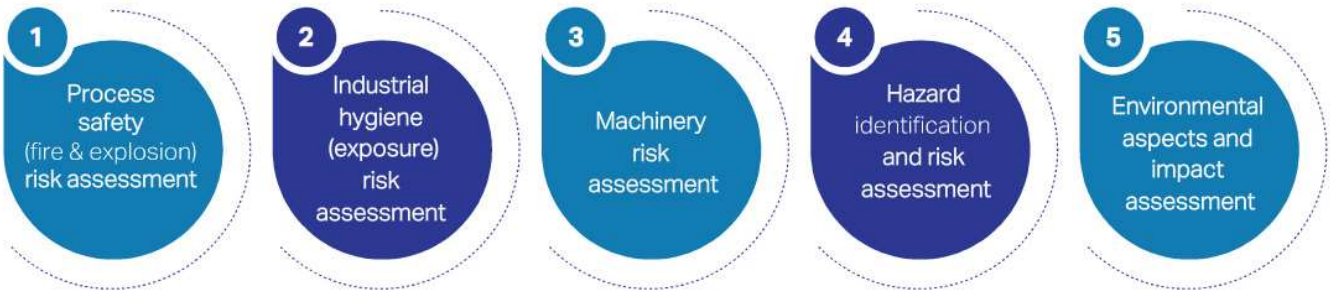 1
Process
safety
(fire & explosion)
risk assessment
2
Industrial
hygiene
(exposure)
risk
assessment
3
Machinery
risk
assessment
4
Hazard
identification
and risk
assessment
5
Environmental
aspects and
impact
assessment